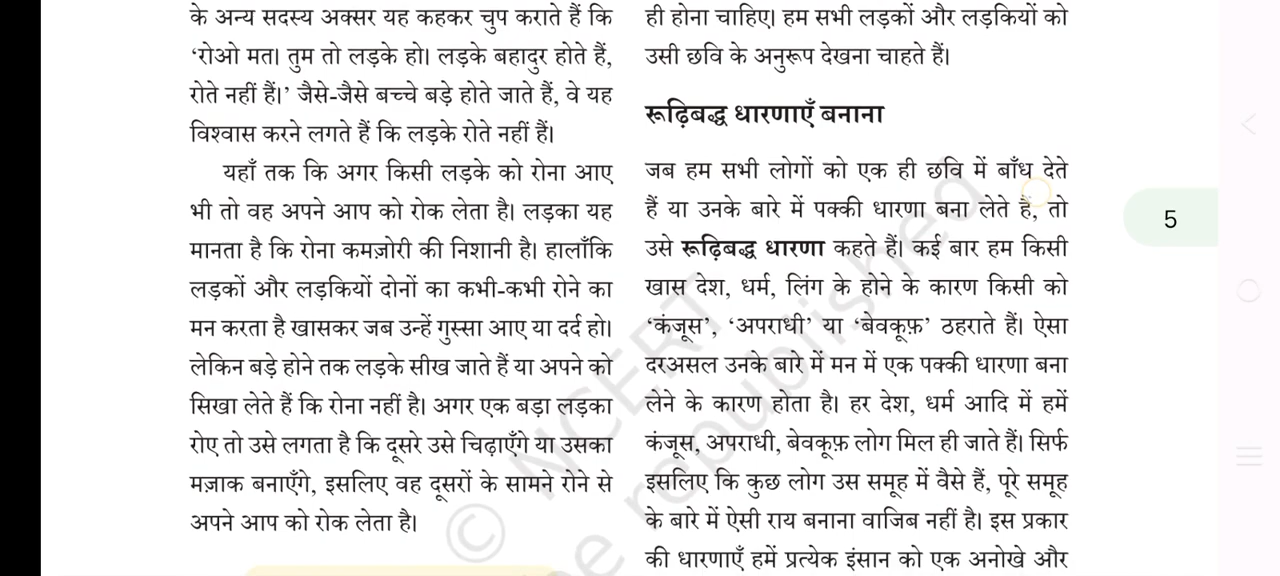 के अन्य सदस्य अक्सर यह कहकर चुप कराते हैं कि
‘रोओ मत। तुम तो लड़के हो। लड़के बहादुर होते हैं,
रोते नहीं हैं।’ जैसे-जैसे बच्चे बड़े होते जाते हैं, वे यह
विश्वास करने लगते हैं कि लड़के रोते नहीं हैं।
यहाँ तक कि अगर किसी लड़के को रोना आए
भी तो वह अपने आप को रोक लेता है। लड़का यह
मानता है कि रोना कमज़ोरी की निशानी है। हालाँकि
लड़कों और लड़कियों दोनों का कभी-कभी रोने का
मन करता है खासकर जब उन्हें गुस्सा आए या दर्द हो।
लेकिन बड़े होने तक लड़के सीख जाते हैं या अपने को
सिखा लेते हैं कि रोना नहीं है। अगर एक बड़ा लड़का
रोए तो उसे लगता है कि दूसरे उसे चिढ़ाएँगे या उसका
मज़ाक बनाएँगे, इसलिए वह दूसरों के सामने रोने से
अपने आप को रोक लेता है।
ही होना चाहिए। हम सभी लड़कों और लड़कियों को
उसी छवि के अनुरूप देखना चाहते हैं।
रूढ़िबद्ध धारणाएँ बनाना
जब हम सभी लोगों को एक ही छवि में बाँध देते
हैं या उनके बारे में पक्की धारणा बना लेते हैं, तो
उसे रूढ़िबद्ध धारणा कहते हैं। कई बार हम किसी
खास देश, धर्म, लिंग के होने के कारण किसी को
‘कंजूस’, ‘अपराधी’ या ‘बेवकूफ़’ ठहराते हैं। ऐसा
दरअसल उनके बारे में मन में एक पक्की धारणा बना
लेने के कारण होता है। हर देश, धर्म आदि में हमें
कंजूस, अपराधी, बेवकूफ़ लोग मिल ही जाते हैं। सिर्फ
इसलिए कि कुछ लोग उस समूह में वैसे हैं, पूरे समूह
के बारे में ऐसी राय बनाना वाजिब नहीं है। इस प्रकार
की धारणाएँ हमें प्रत्येक इंसान को एक अनोखे और
5
© NCERT
be republished